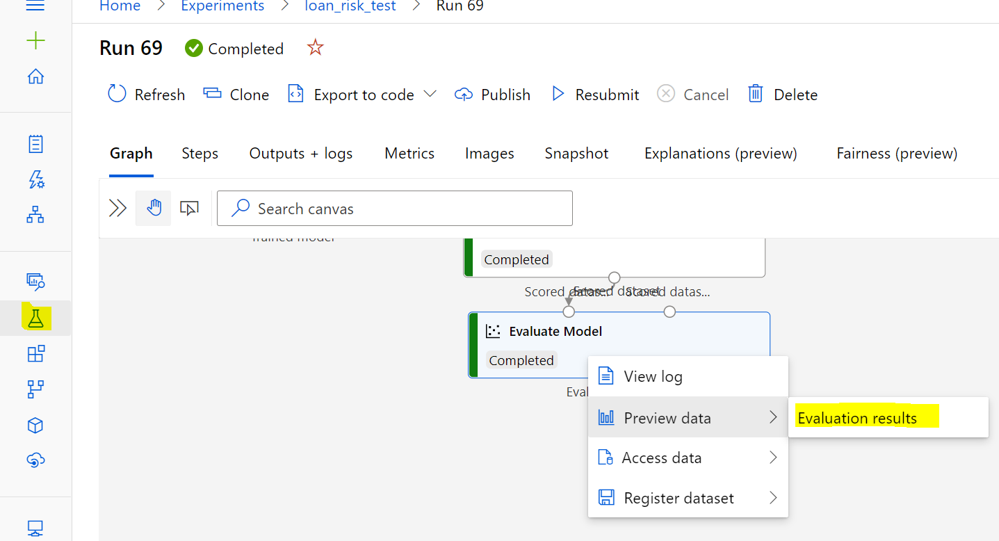 Home > Experiments > loan_risk_test > Run 69
Run 69 Completed
Refresh Clone Export to code Publish Resubmit Cancel Delete
Graph Steps Outputs + logs Metrics Images Snapshot Explanations (preview) Fairness (preview)
Search canvas
Trained model
Completed
Scored datas... Scored dataset Scored datas...
Evaluate Model
Completed
View log
Preview data
Evaluation results
Access data
Register dataset